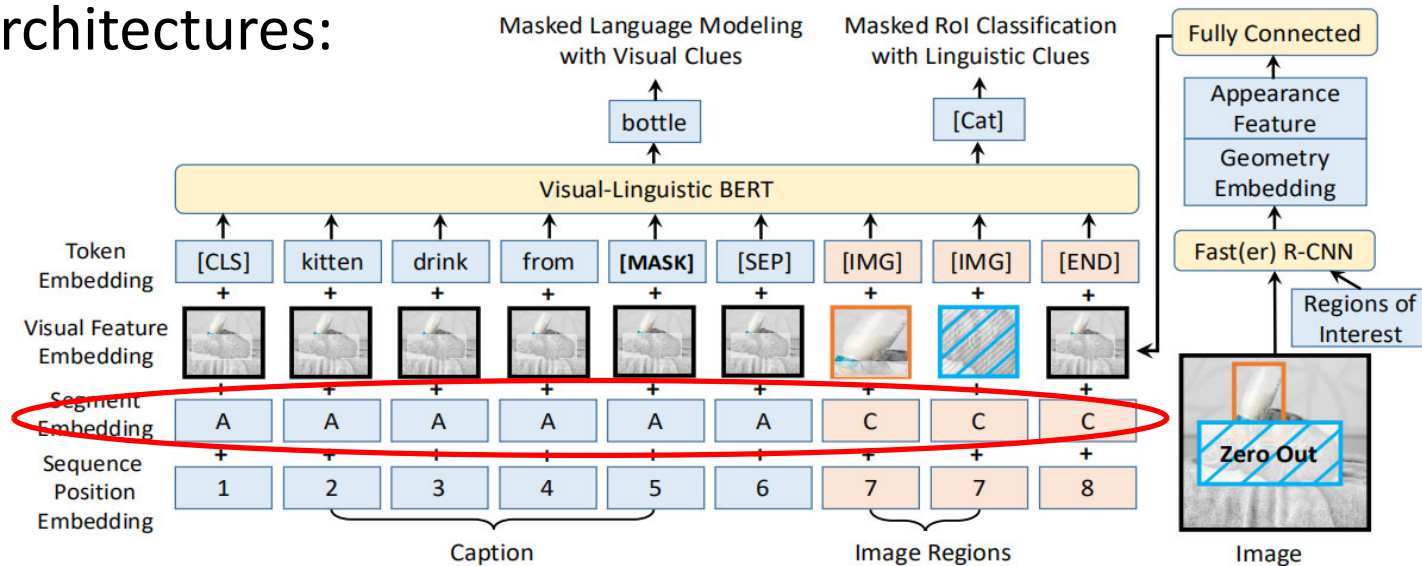 rchitectures:
Masked Language Modeling
with Visual Clues
Masked RoI Classification
with Linguistic Clues
Fully Connected
bottle
[Cat]
Appearance
Feature
Geometry
Embedding
Visual-Linguistic BERT
Token
Embedding
[CLS] kitten drink from [MASK] [SEP] [IMG] [IMG] [END]
Fast(er) R-CNN
+ + + + + + + + +
Regions of
Interest
Visual Feature
Embedding
+ + + + + + + + +
Segment
Embedding
A A A A A A C C C
+ + + + + + + + +
Zero Out
Sequence
Position
Embedding
1 2 3 4 5 6 7 7 8
Caption
Image Regions
Image